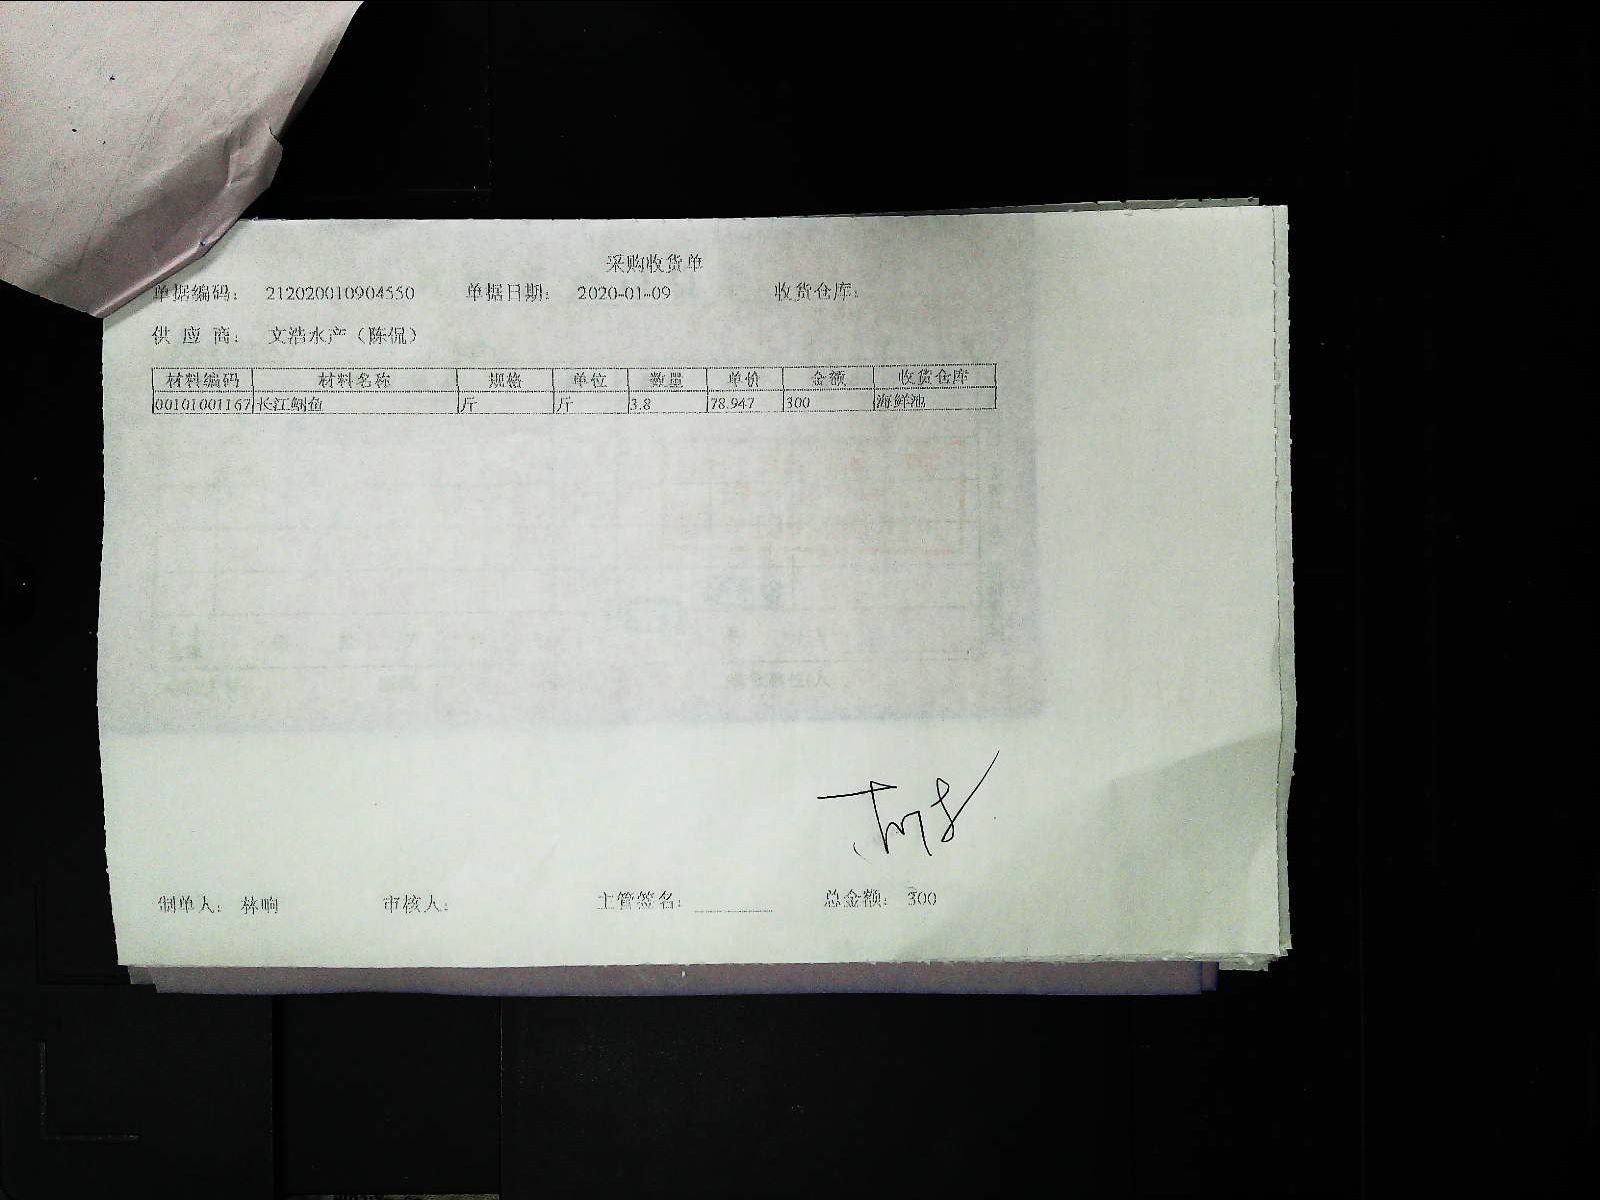 采购收货单
单据编码： 212020010904550 单据日期： 2020-01-09 收货仓库：
供 应 商： 文浩水产（陈侃）
材料编码 材料名称 规格 单位 数量 单价 金额 收货仓库
00101001167 长江鮰鱼 斤 斤 3.8 78.947 300 海鲜池
制单人： 林响 审核人： 主管签名： 总金额： 300